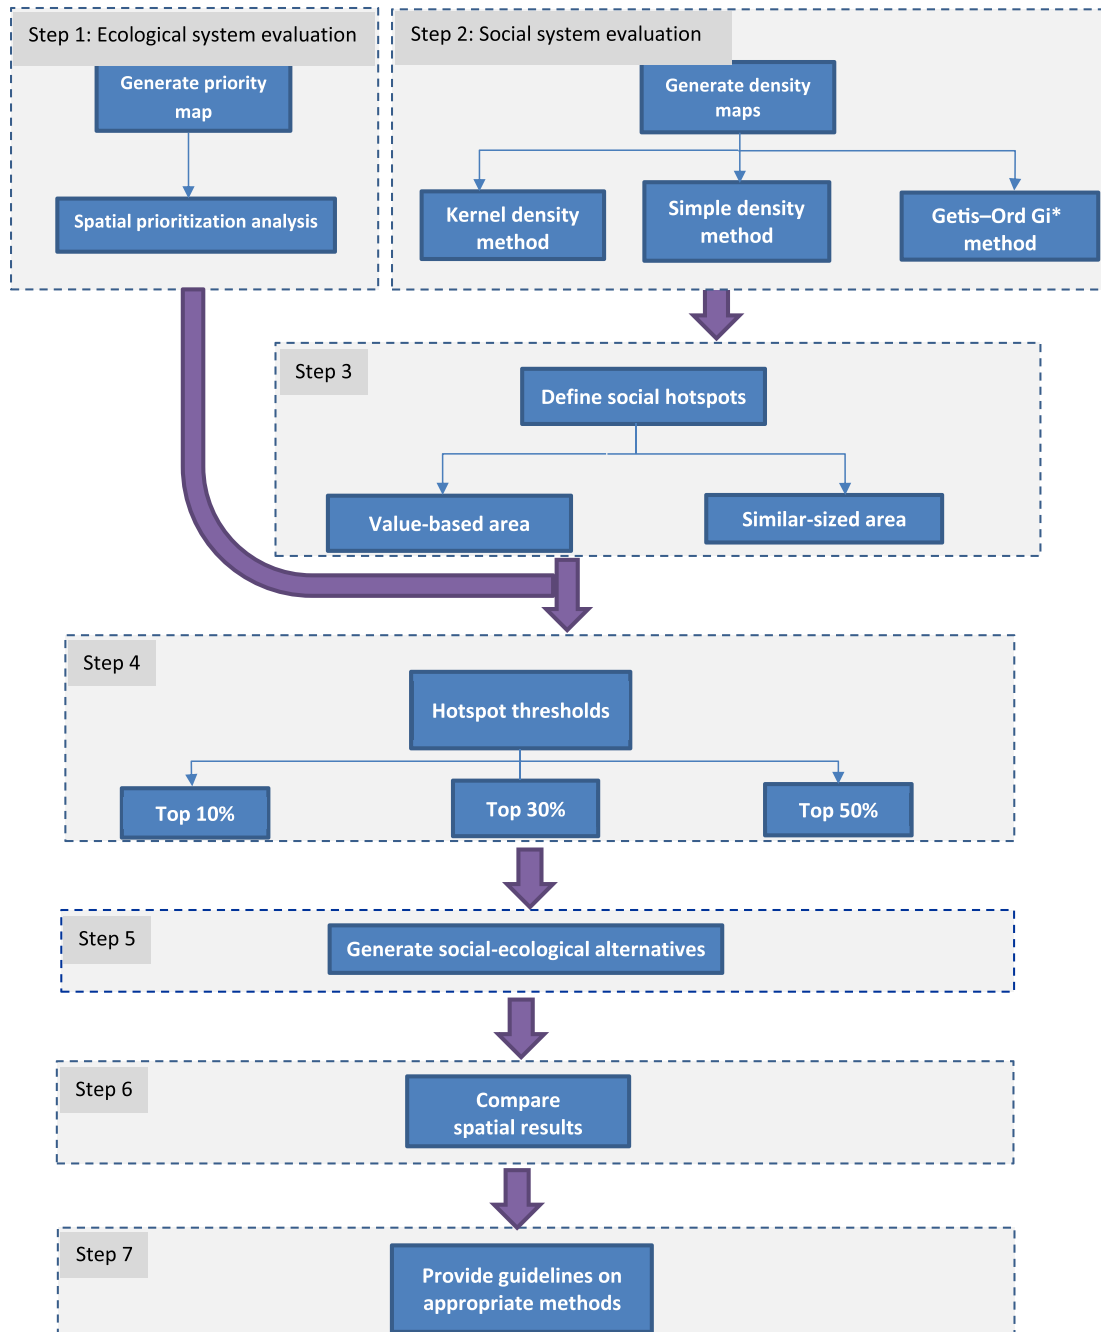 Step 1: Ecological system evaluation
Generate priority
map
Spatial prioritization analysis
Step 2: Social system evaluation
Generate density
maps
Kernel density
method
Simple density
method
Getis–Ord Gi*
method
Step 3
Define social hotspots
Value-based area
Similar-sized area
Step 4
Hotspot thresholds
Top 10%
Top 30%
Top 50%
Step 5
Generate social-ecological alternatives
Step 6
Compare
spatial results
Step 7
Provide guidelines on
appropriate methods